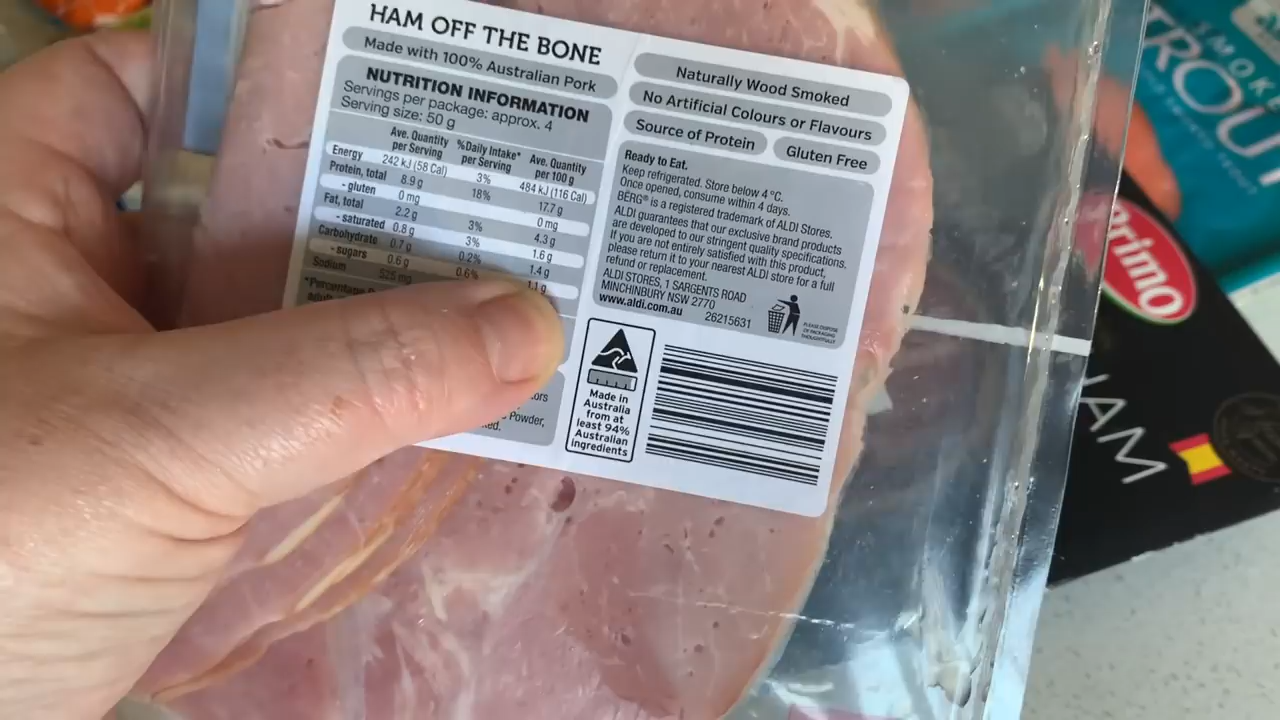 HAM OFF THE BONE
Made with 100% Australian Pork
NUTRITION INFORMATION
Servings per package: approx. 4
Serving size: 50 g
Ave. Quantity per Serving %Daily Intake* per Serving Ave. Quantity per 100 g
Energy 242 kJ (58 Cal) 3% 484 kJ (116 Cal)
Protein, total 8.9 g 18% 17.7 g
- gluten 0 mg 0 mg
Fat, total 2.2 g 3% 4.3 g
- saturated 0.8 g 3% 1.6 g
Carbohydrate 0.7 g 0.2% 1.4 g
- sugars 0.6 g 0.6% 1.1 g
Sodium 525 mg
*Percentage
Powder,
Naturally Wood Smoked
No Artificial Colours or Flavours
Source of Protein
Gluten Free
Ready to Eat.
Keep refrigerated. Store below 4°C.
Once opened, consume within 4 days.
BERG® is a registered trademark of ALDI Stores.
ALDI guarantees that our exclusive brand products
are developed to our stringent quality specifications.
If you are not entirely satisfied with this product,
please return it to your nearest ALDI store for a full
refund or replacement.
ALDI STORES, 1 SARGENTS ROAD
MINCHINBURY NSW 2770
www.aldi.com.au 26215631
PLEASE DISPOSE
OF PACKAGING
THOUGHTFULLY
Made in
Australia
from at
least 94%
Australian
ingredients
SMOKED
TROUT
Primo
HAM